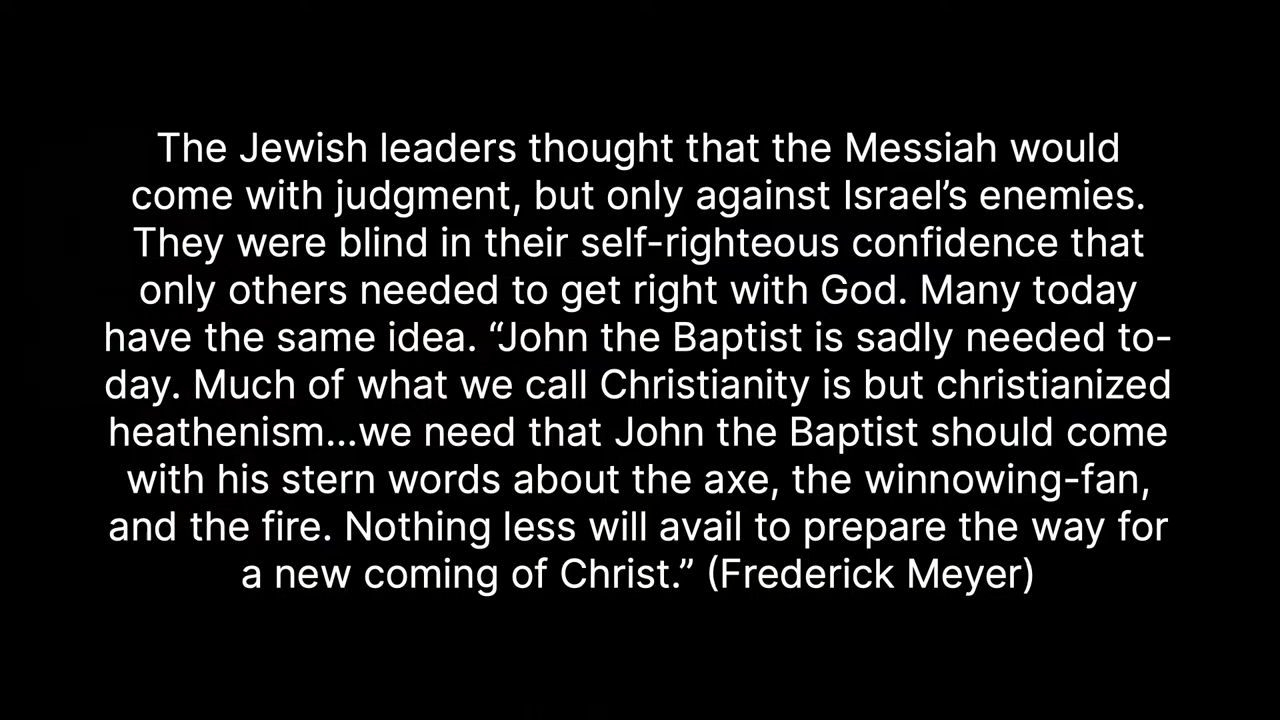 The Jewish leaders thought that the Messiah would
come with judgment, but only against Israel’s enemies.
They were blind in their self-righteous confidence that
only others needed to get right with God. Many today
have the same idea. “John the Baptist is sadly needed to-
day. Much of what we call Christianity is but christianized
heathenism...we need that John the Baptist should come
with his stern words about the axe, the winnowing-fan,
and the fire. Nothing less will avail to prepare the way for
a new coming of Christ.” (Frederick Meyer)